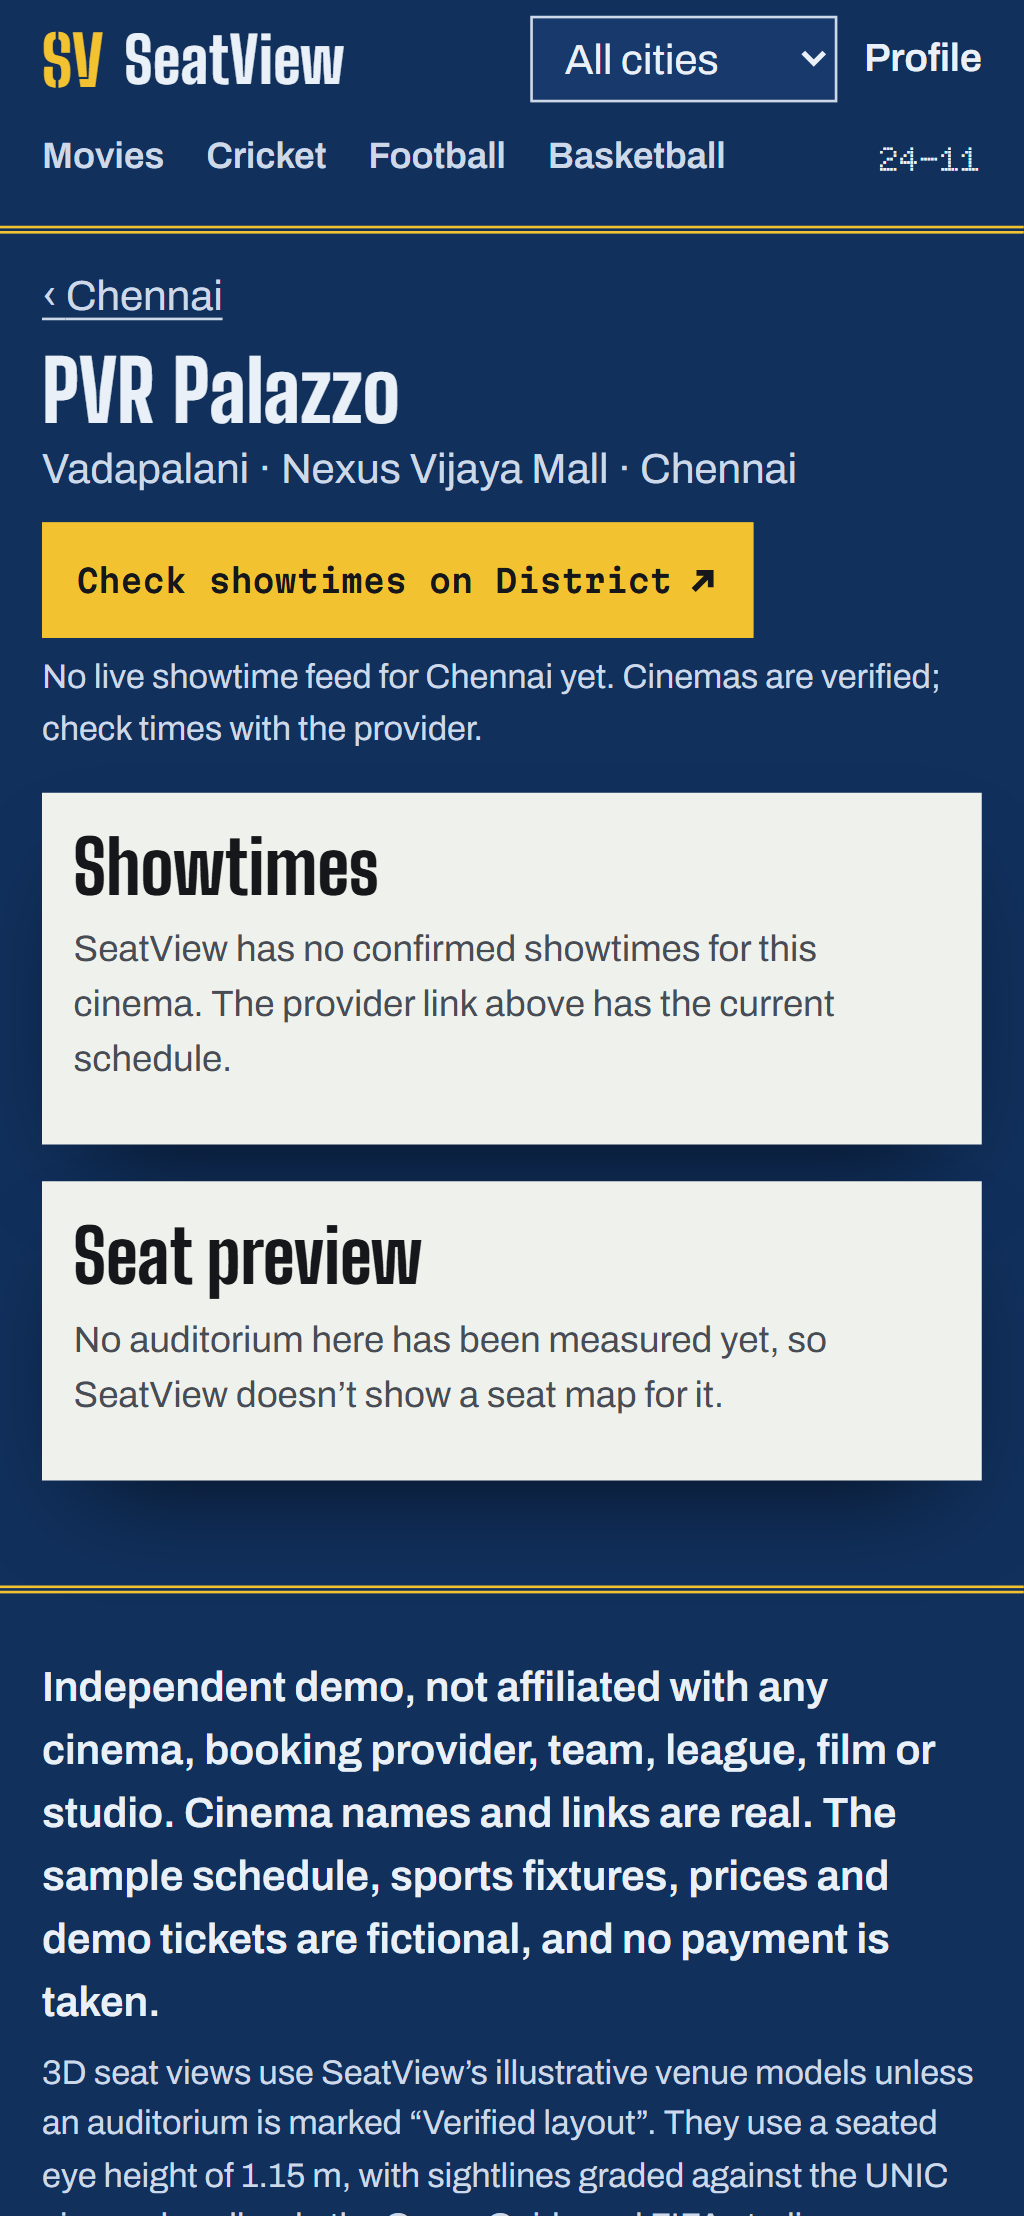 SV SeatView
All cities
Profile
Movies Cricket Football Basketball
24-11
‹ Chennai
PVR Palazzo
Vadapalani · Nexus Vijaya Mall · Chennai
Check showtimes on District ↗
No live showtime feed for Chennai yet. Cinemas are verified;
check times with the provider.
Showtimes
SeatView has no confirmed showtimes for this
cinema. The provider link above has the current
schedule.
Seat preview
No auditorium here has been measured yet, so
SeatView doesn’t show a seat map for it.
Independent demo, not affiliated with any
cinema, booking provider, team, league, film or
studio. Cinema names and links are real. The
sample schedule, sports fixtures, prices and
demo tickets are fictional, and no payment is
taken.
3D seat views use SeatView’s illustrative venue models unless
an auditorium is marked “Verified layout”. They use a seated
eye height of 1.15 m, with sightlines graded against the UNIC